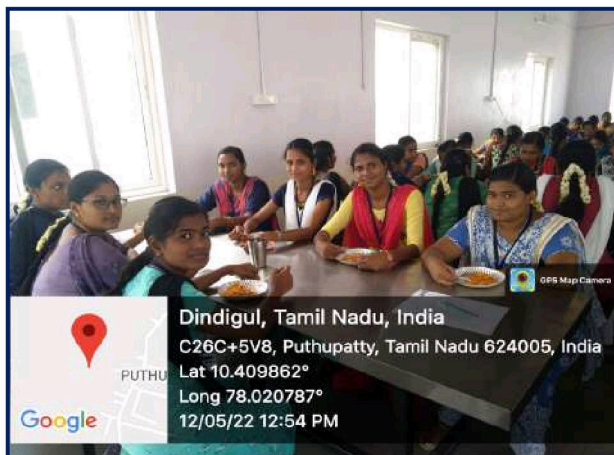 GPS Map Camera
Dindigul, Tamil Nadu, India
C26C+5V8, Puthupatty, Tamil Nadu 624005, India
Lat 10.409862°
Long 78.020787°
12/05/22 12:54 PM
PUTHU
Google